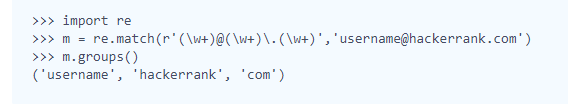 >>> import re
>>> m = re.match(r'(\w+)@(\w+)\.(\w+)','username@hackerrank.com')
>>> m.groups()
('username', 'hackerrank', 'com')